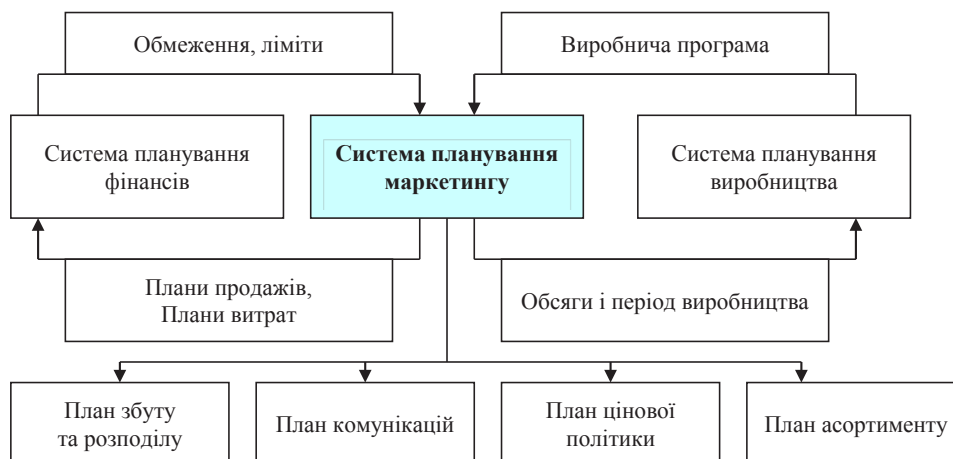 Обмеження, ліміти
Виробнича програма
Система планування
фінансів
Система планування
маркетингу
Система планування
виробництва
Плани продажів,
Плани витрат
Обсяги і період виробництва
План збуту
та розподілу
План комунікацій
План цінової
політики
План асортименту